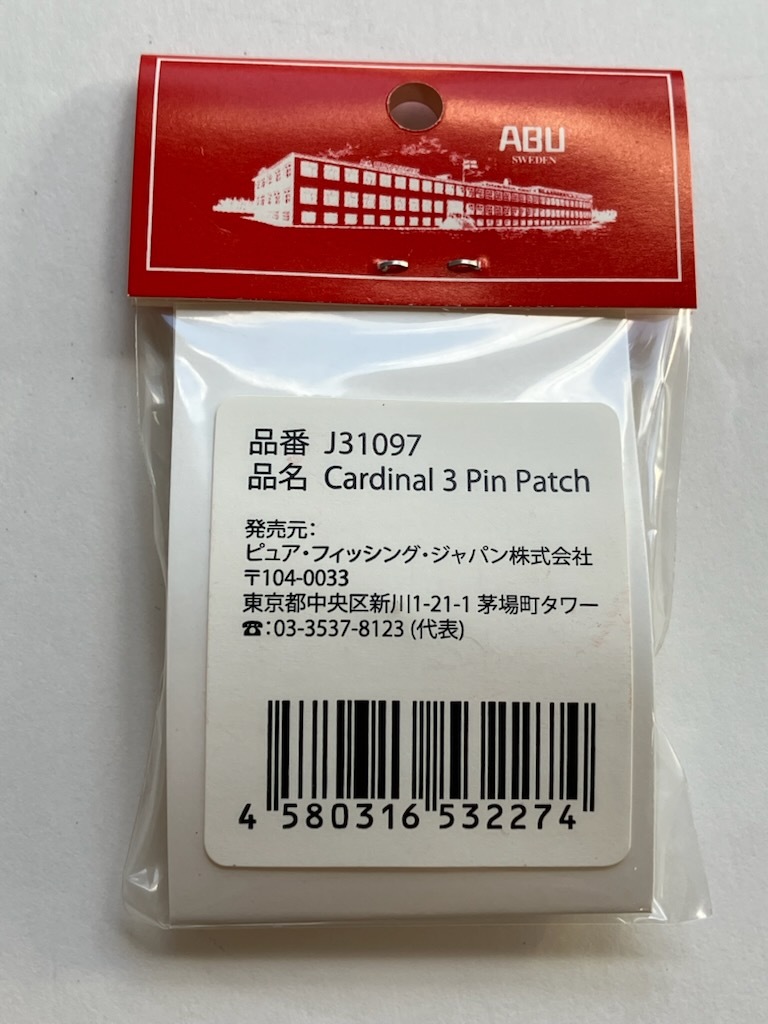 ABU
SWEDEN
品番 J31097
品名 Cardinal 3 Pin Patch
発売元:
ピュア・フィッシング・ジャパン株式会社
〒104-0033
東京都中央区新川1-21-1 茅場町タワー
☎:03-3537-8123 (代表)
4 580316 532274